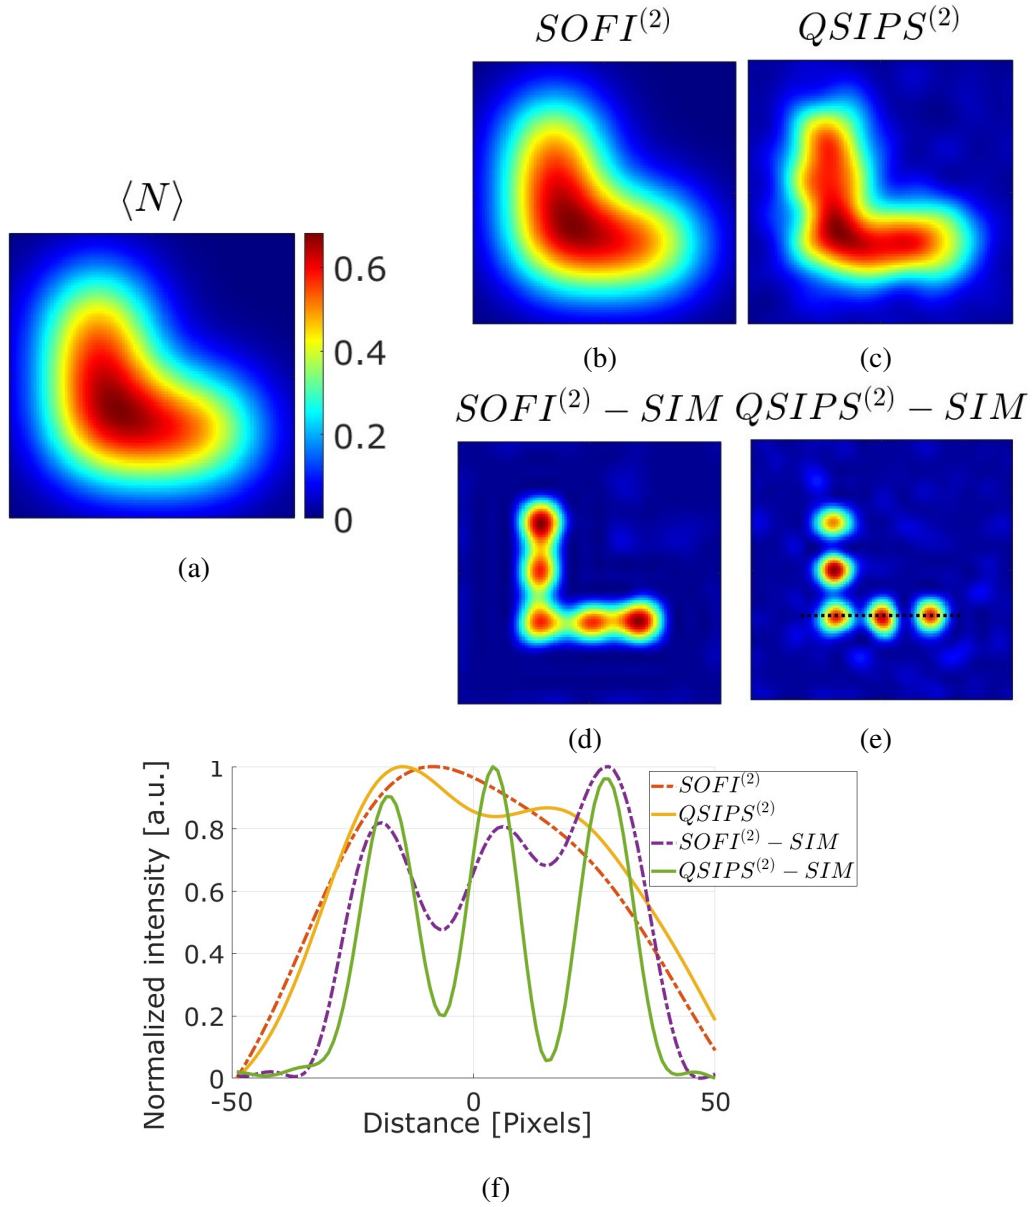 SOFI⁽²⁾ QSIPS⁽²⁾
⟨N⟩
0.6
0.4
0.2
0
(a)
(b) (c)
SOFI⁽²⁾ − SIM QSIPS⁽²⁾ − SIM
(d) (e)
Normalized intensity [a.u.]
1
0.8
0.6
0.4
0.2
0
-50 0 50
Distance [Pixels]
SOFI⁽²⁾
QSIPS⁽²⁾
SOFI⁽²⁾ − SIM
QSIPS⁽²⁾ − SIM
(f)